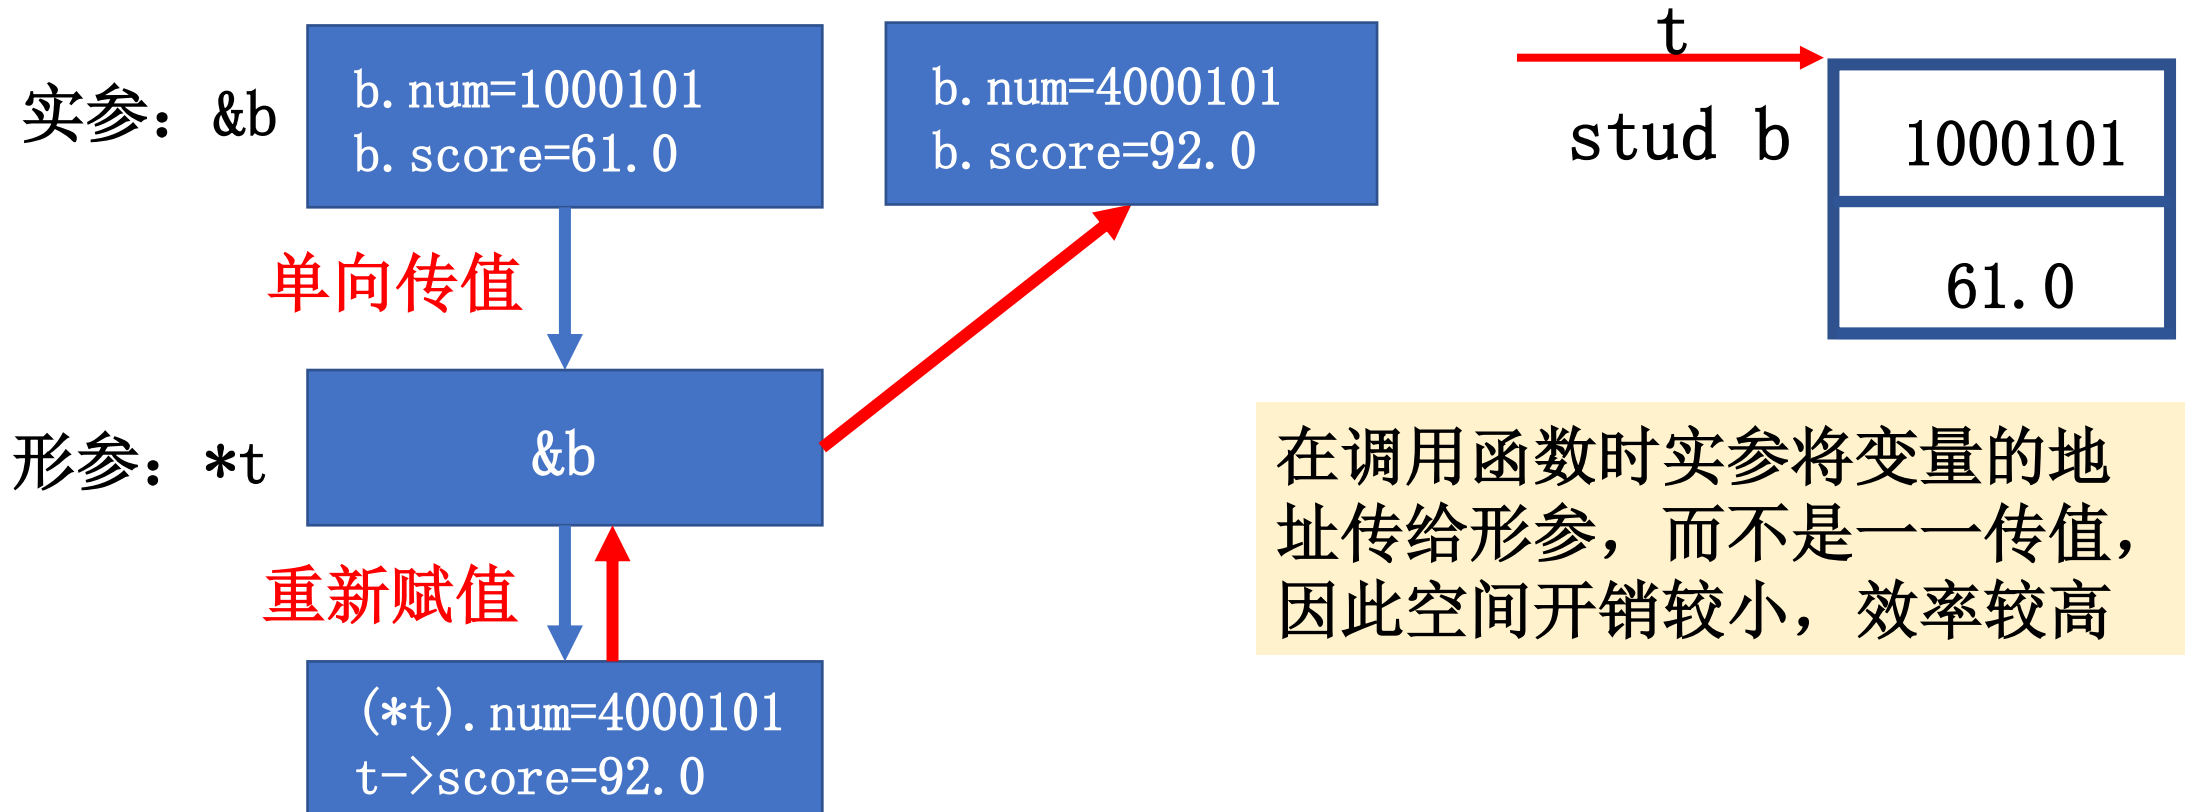 实参：&b
b.num=1000101
b.score=61.0
b.num=4000101
b.score=92.0
t
stud b
1000101
61.0
单向传值
形参：*t
&b
在调用函数时实参将变量的地
址传给形参，而不是一一传值，
因此空间开销较小，效率较高
重新赋值
(*t).num=4000101
t->score=92.0